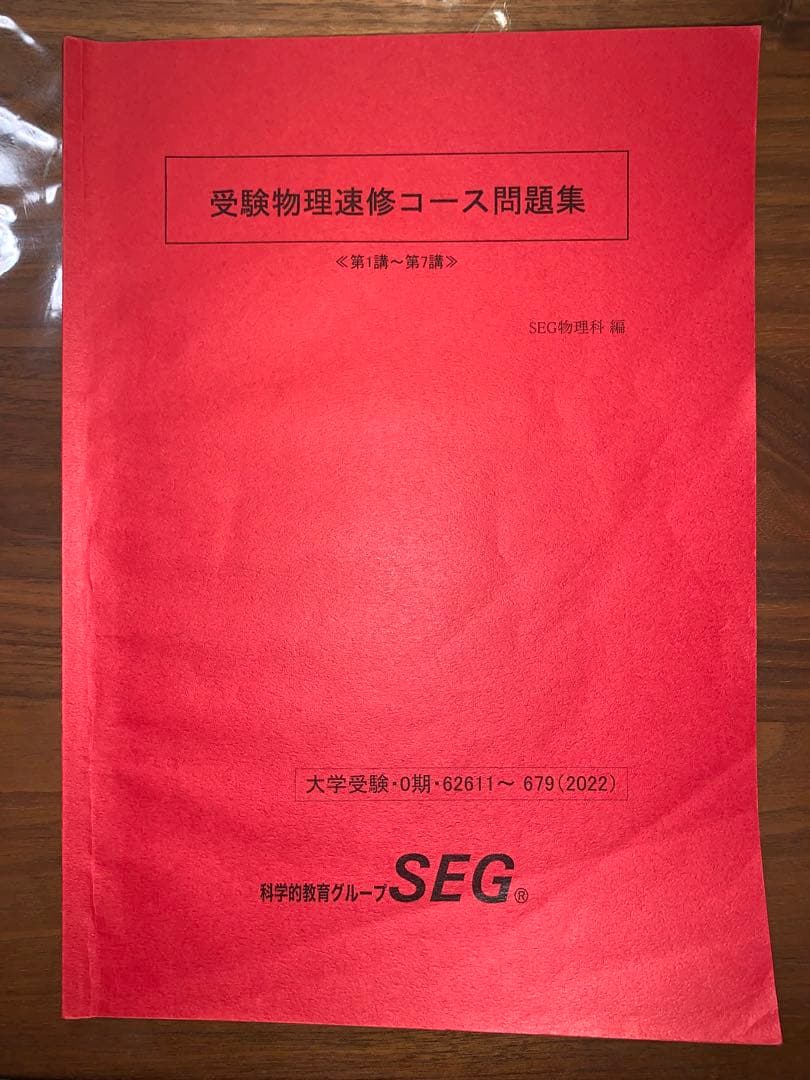 受験物理速修コース問題集
≪第1講～第7講≫
SEG物理科 編
大学受験・0期・62611～ 679(2022)
科学的教育グループSEG®